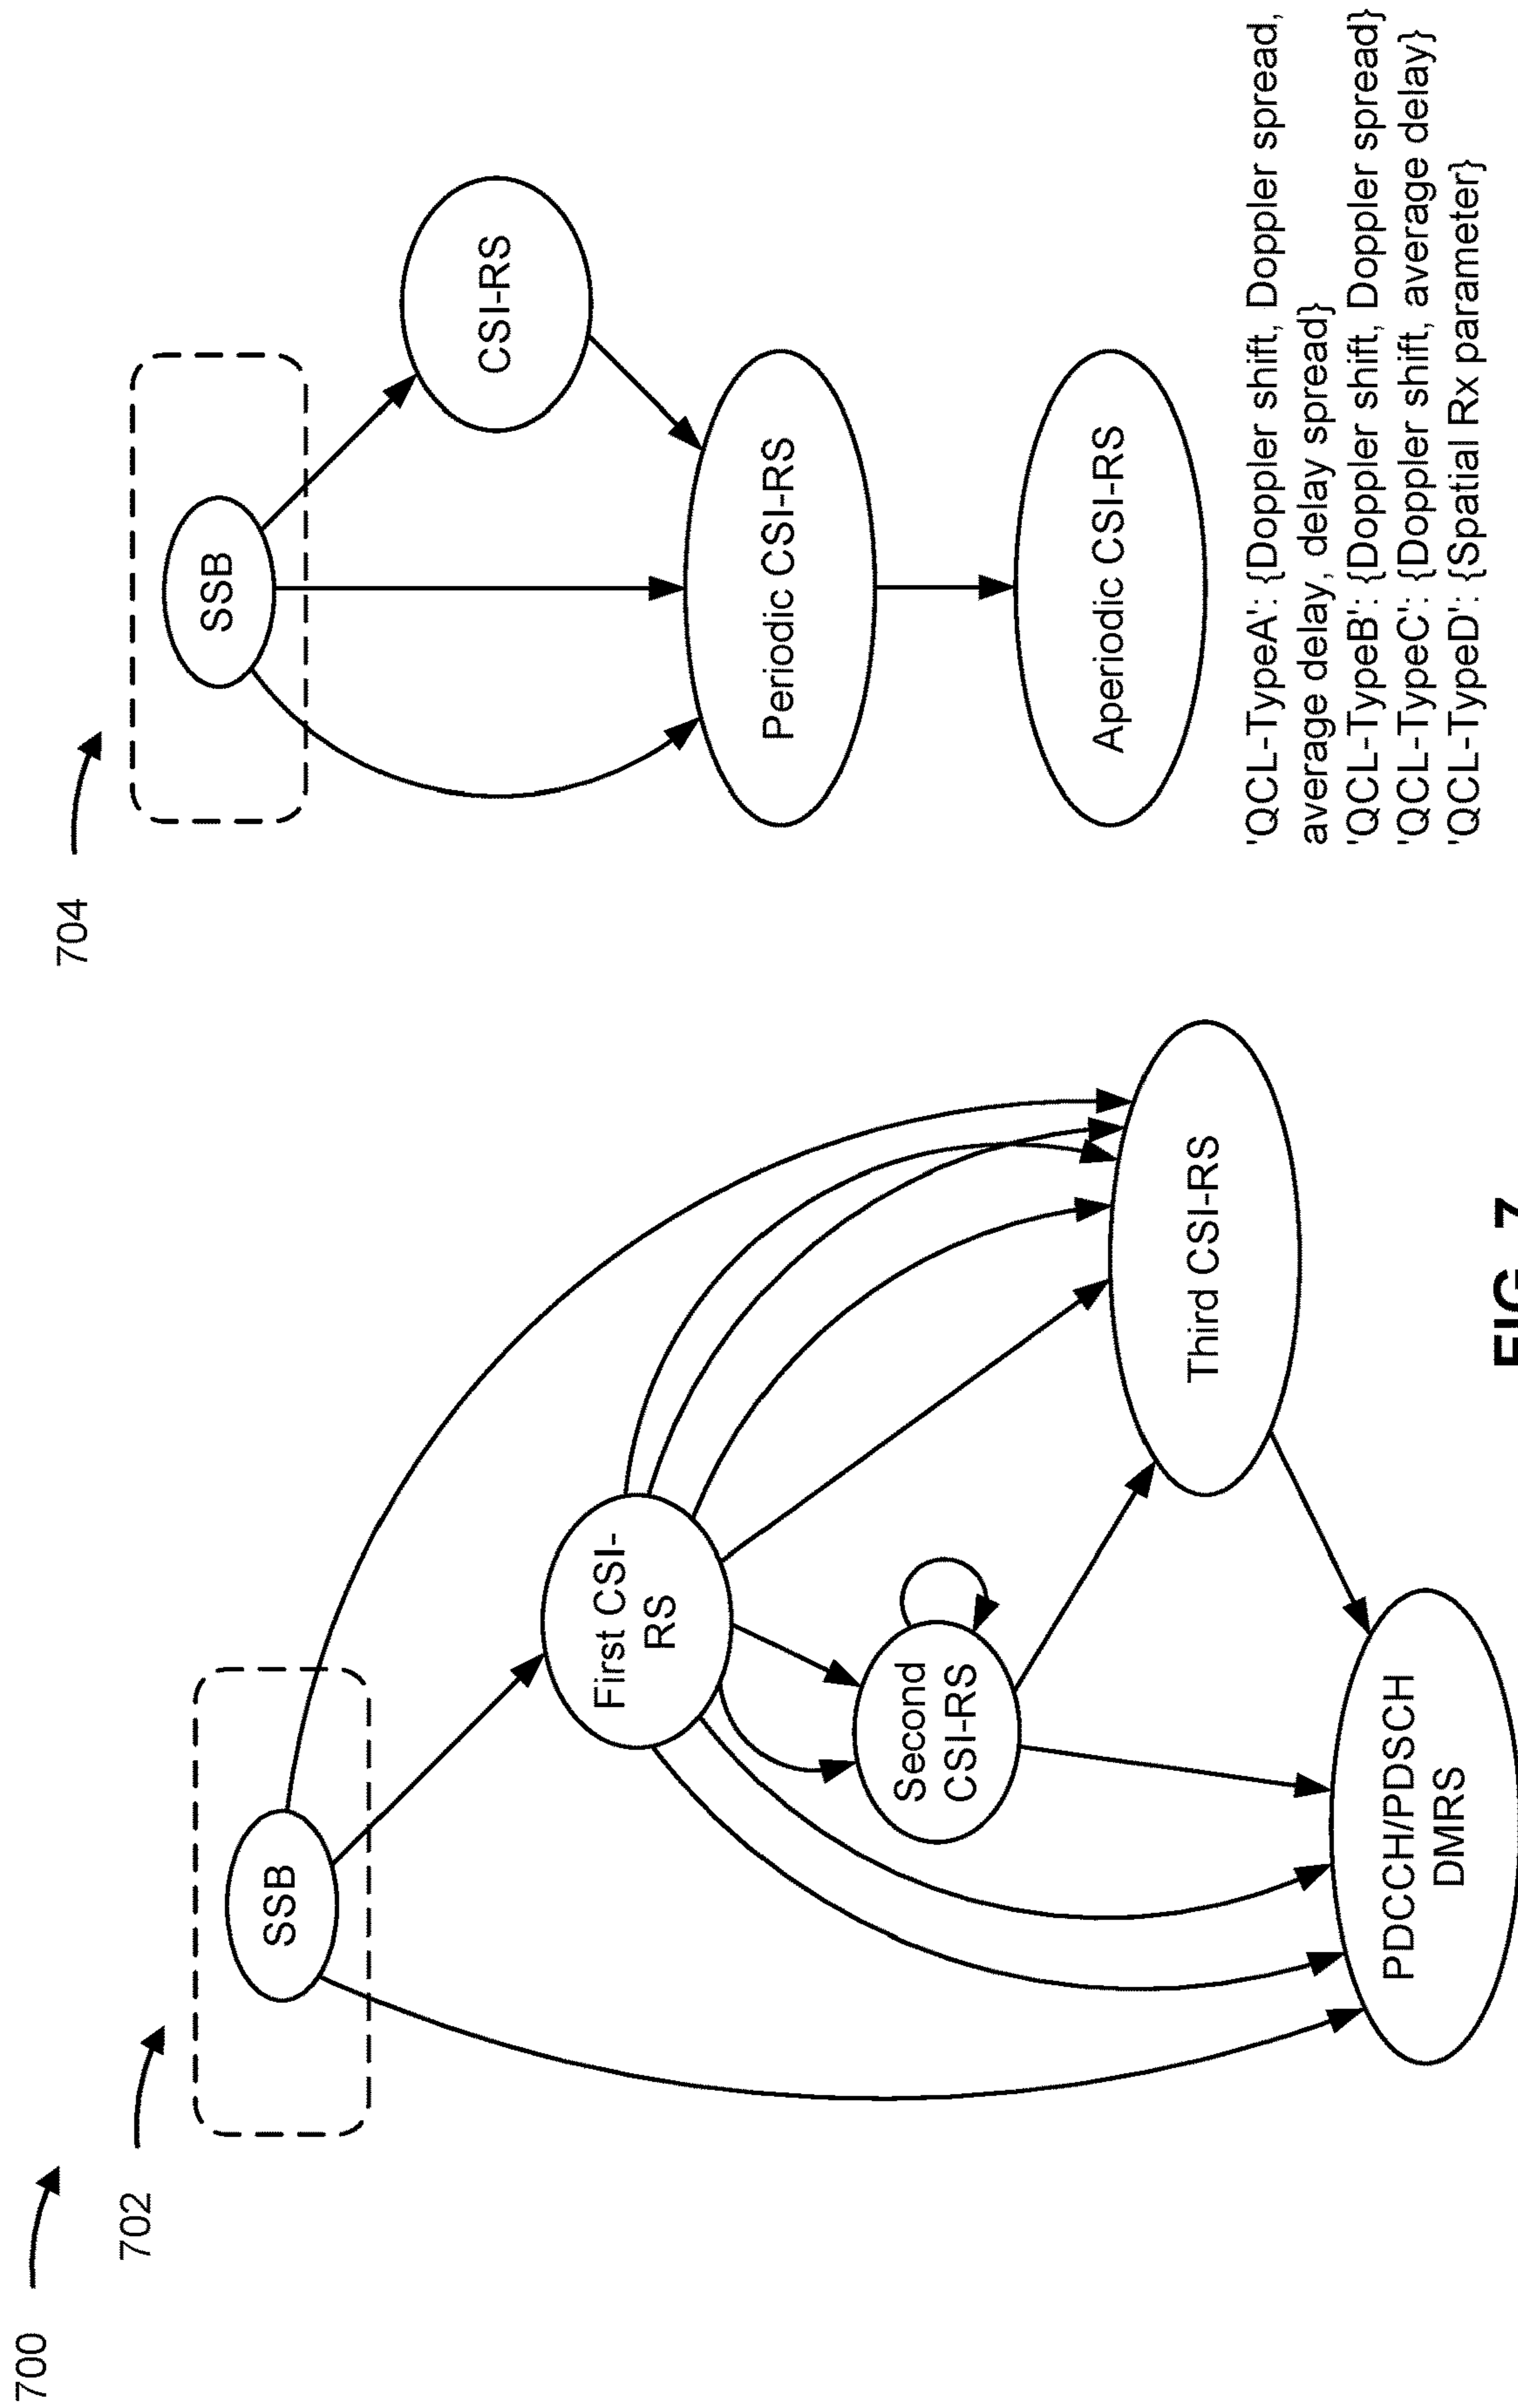 700
702
SSB
First CSI-
RS
Second
CSI-RS
Third CSI-RS
PDCCH/PDSCH
DMRS
704
SSB
CSI-RS
Periodic CSI-RS
Aperiodic CSI-RS
'QCL-TypeA': {Doppler shift, Doppler spread,
average delay, delay spread}
'QCL-TypeB': {Doppler shift, Doppler spread}
'QCL-TypeC': {Doppler shift, average delay}
'QCL-TypeD': {Spatial Rx parameter}
FIG. 7